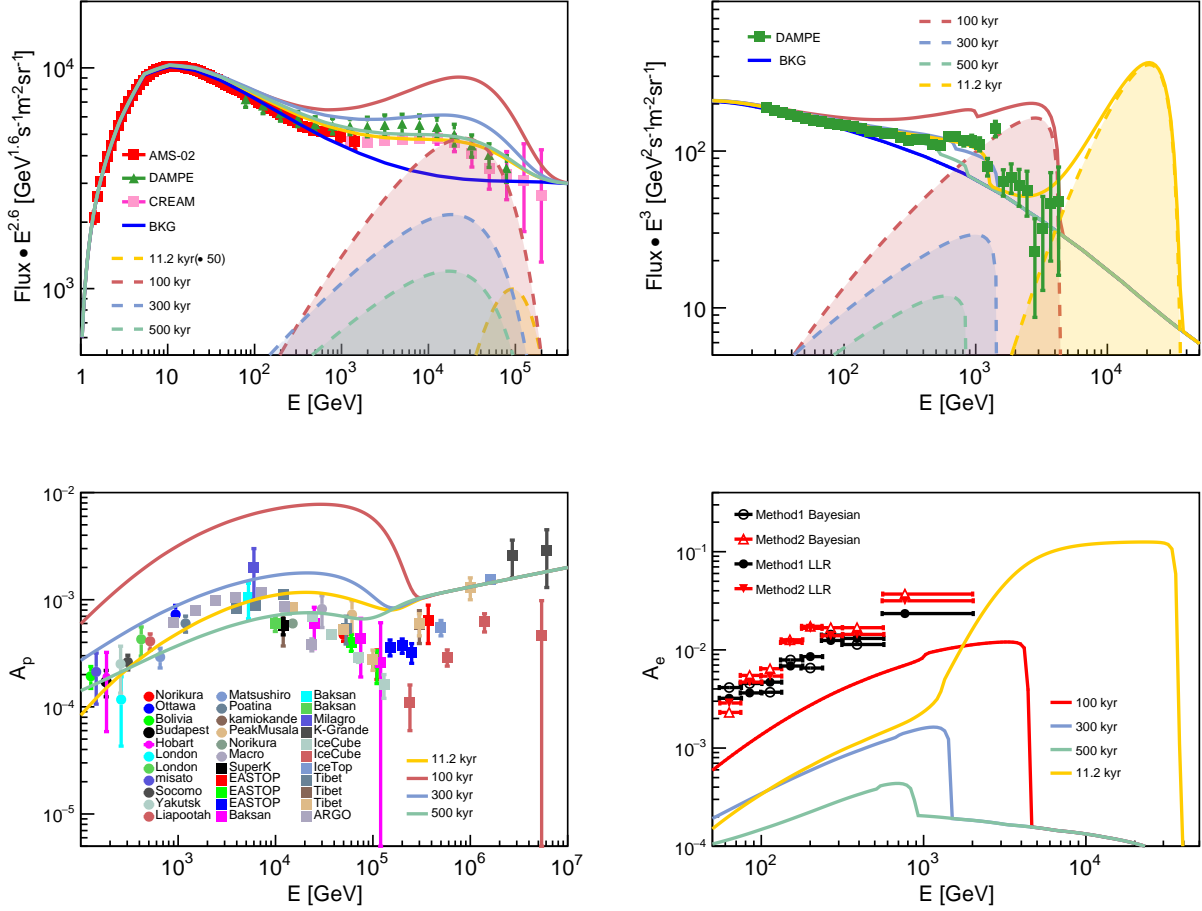 Flux • E^2.6 [GeV^1.6s^-1m^-2sr^-1]
10^4
10^3
AMS-02
DAMPE
CREAM
BKG
11.2 kyr(• 50)
100 kyr
300 kyr
500 kyr
1 10 10^2 10^3 10^4 10^5
E [GeV]
Flux • E^3 [GeV^2s^-1m^-2sr^-1]
10^2
10
DAMPE
BKG
100 kyr
300 kyr
500 kyr
11.2 kyr
10^2 10^3 10^4
E [GeV]
A_p
10^-2
10^-3
10^-4
10^-5
Norikura
Ottawa
Bolivia
Budapest
Hobart
London
London
misato
Socomo
Yakutsk
Liapootah
Matsushiro
Poatina
kamiokande
PeakMusala
Norikura
Macro
SuperK
EASTOP
EASTOP
EASTOP
Baksan
Baksan
Baksan
Milagro
K-Grande
IceCube
IceCube
IceTop
Tibet
Tibet
Tibet
ARGO
11.2 kyr
100 kyr
300 kyr
500 kyr
10^3 10^4 10^5 10^6 10^7
E [GeV]
A_e
10^-1
10^-2
10^-3
10^-4
Method1 Bayesian
Method2 Bayesian
Method1 LLR
Method2 LLR
100 kyr
300 kyr
500 kyr
11.2 kyr
10^2 10^3 10^4
E [GeV]